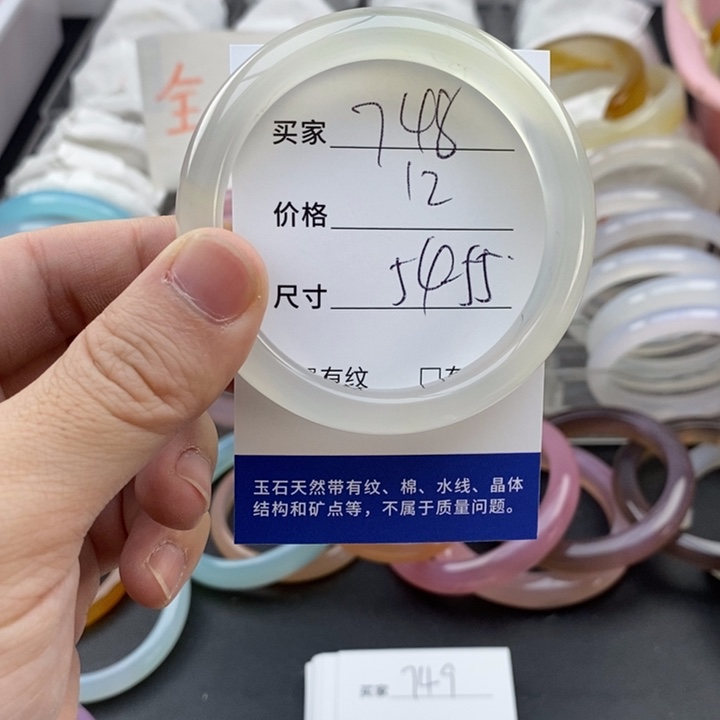 全
买家 748
12
价格
尺寸 5455
有纹 □有
玉石天然带有纹、棉、水线、晶体
结构和矿点等，不属于质量问题。
买家 749